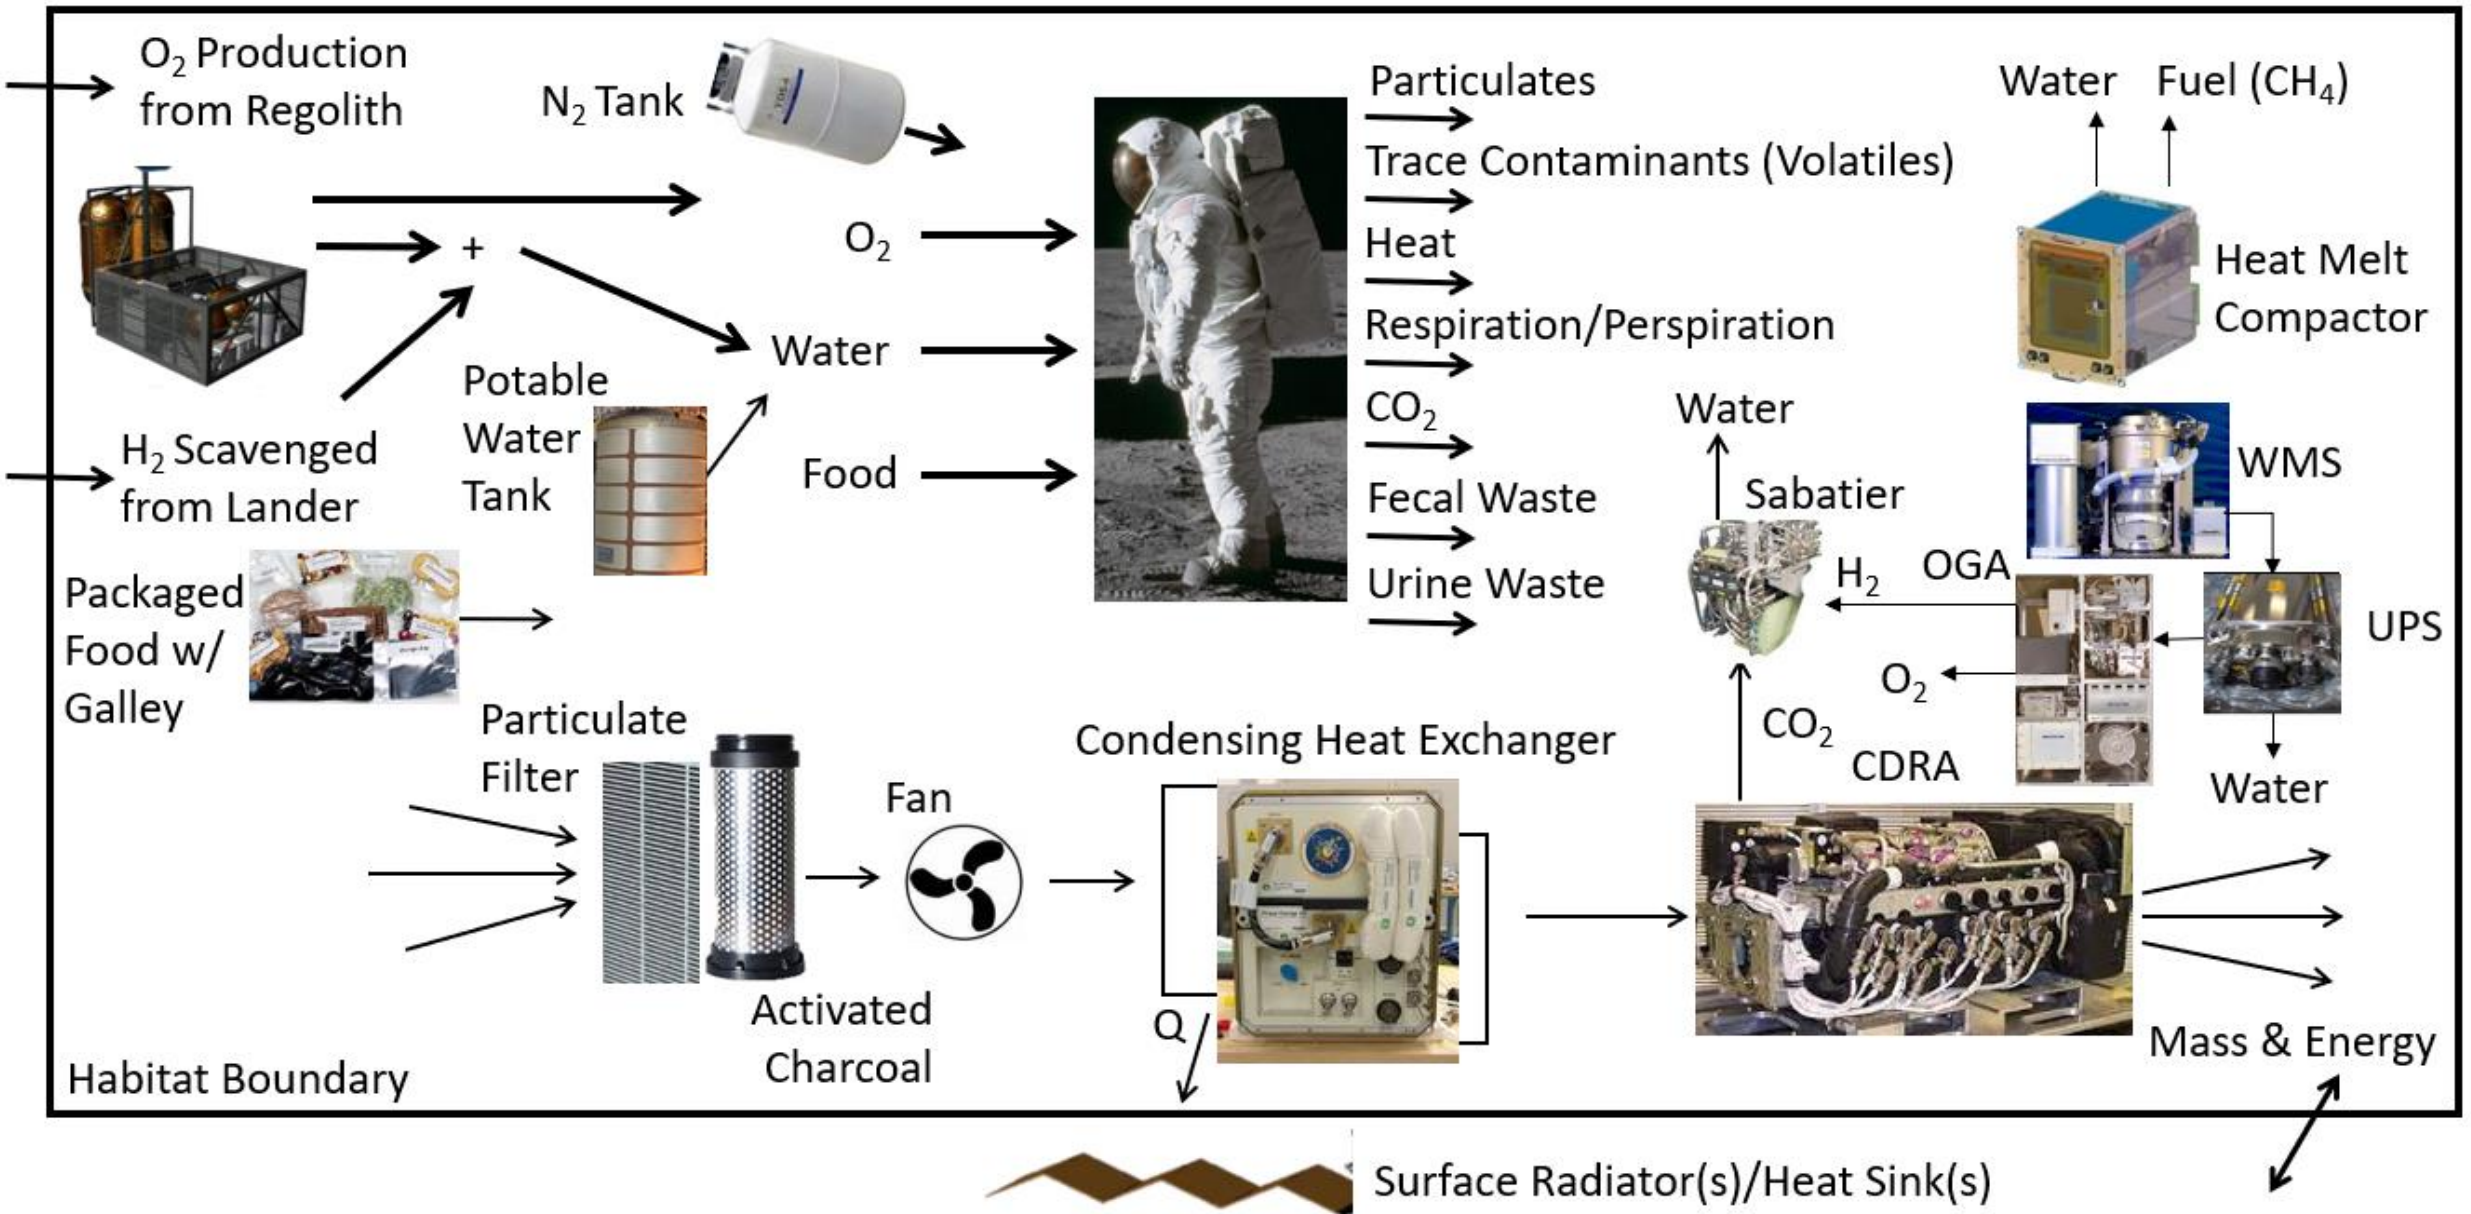 O₂ Production
from Regolith
N₂ Tank
TDS-4
O₂
+
Water
Food
H₂ Scavenged
from Lander
Potable
Water
Tank
Packaged
Food w/
Galley
Particulates
Trace Contaminants (Volatiles)
Heat
Respiration/Perspiration
CO₂
Fecal Waste
Urine Waste
Water
Fuel (CH₄)
Heat Melt
Compactor
Water
Sabatier
WMS
H₂
OGA
UPS
O₂
Water
CO₂
CDRA
Particulate
Filter
Activated
Charcoal
Fan
Condensing Heat Exchanger
Q
Mass & Energy
Habitat Boundary
Surface Radiator(s)/Heat Sink(s)